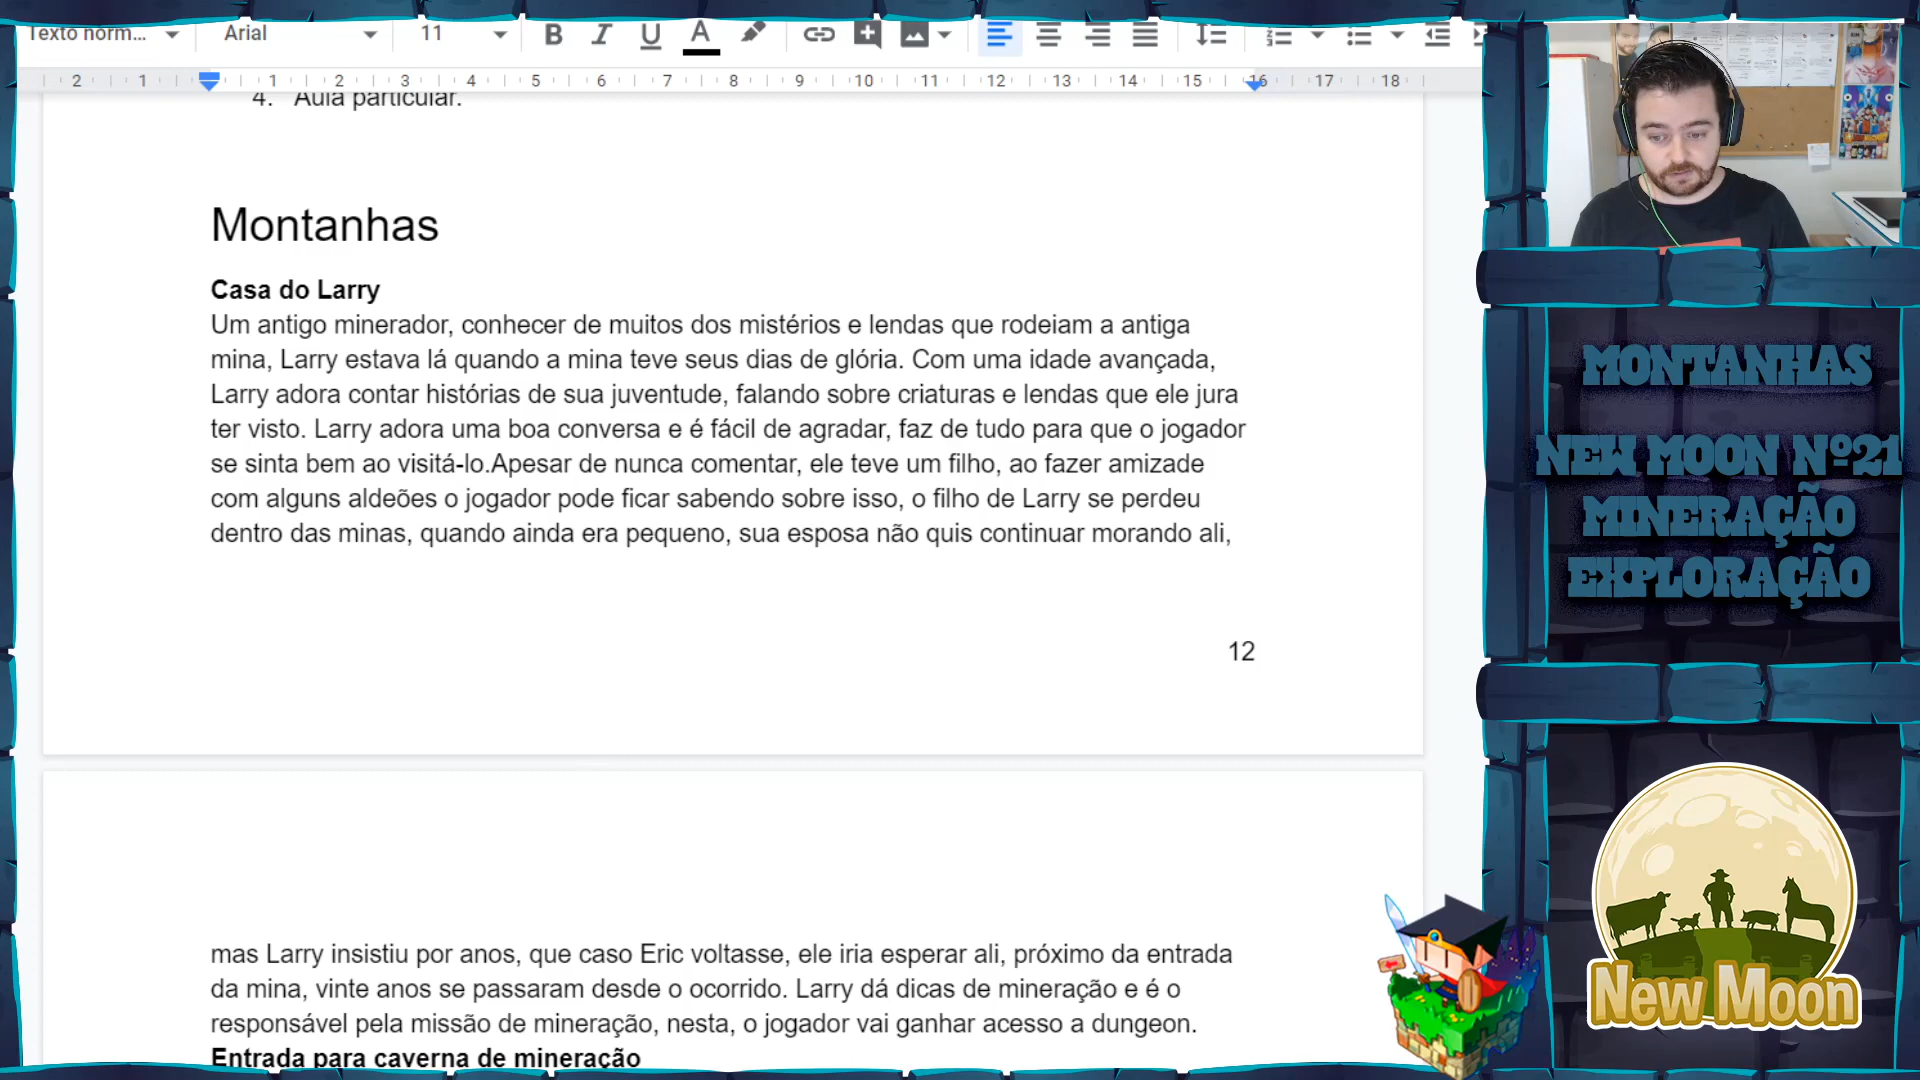 Texto norm...
Arial
11
B I U A
2 1 1 2 3 4 5 6 7 8 9 10 11 12 13 14 15 16 17 18
4. Aula particular.
Montanhas
Casa do Larry
Um antigo minerador, conhecer de muitos dos mistérios e lendas que rodeiam a antiga
mina, Larry estava lá quando a mina teve seus dias de glória. Com uma idade avançada,
Larry adora contar histórias de sua juventude, falando sobre criaturas e lendas que ele jura
ter visto. Larry adora uma boa conversa e é fácil de agradar, faz de tudo para que o jogador
se sinta bem ao visitá-lo.Apesar de nunca comentar, ele teve um filho, ao fazer amizade
com alguns aldeões o jogador pode ficar sabendo sobre isso, o filho de Larry se perdeu
dentro das minas, quando ainda era pequeno, sua esposa não quis continuar morando ali,
12
mas Larry insistiu por anos, que caso Eric voltasse, ele iria esperar ali, próximo da entrada
da mina, vinte anos se passaram desde o ocorrido. Larry dá dicas de mineração e é o
responsável pela missão de mineração, nesta, o jogador vai ganhar acesso a dungeon.
Entrada para caverna de mineração
MONTANHAS
NEW MOON Nº21
MINERAÇÃO
EXPLORAÇÃO
New Moon